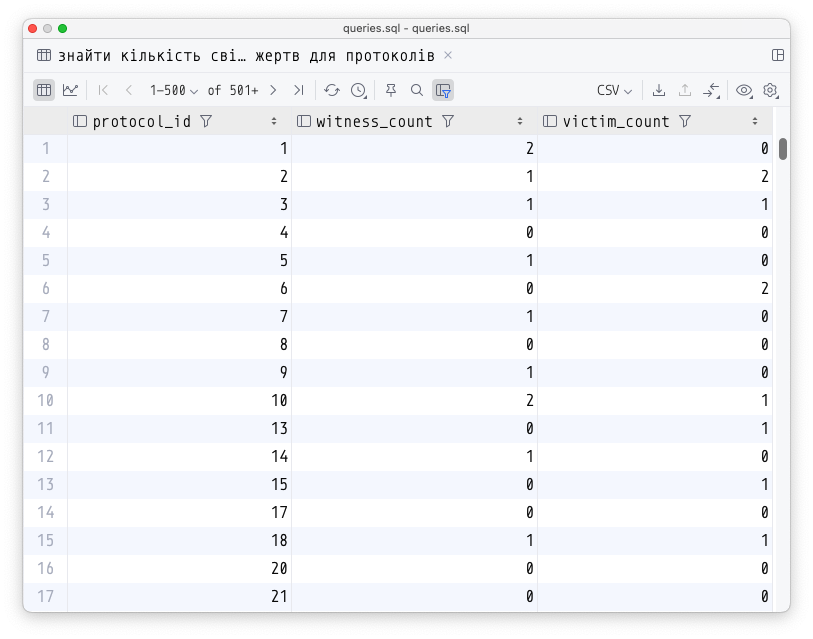 queries.sql – queries.sql
знайти кількість сві… жертв для протоколів
1–500 of 501+ CSV
protocol_id witness_count victim_count
1 1 2 0
2 2 1 2
3 3 1 1
4 4 0 0
5 5 1 0
6 6 0 2
7 7 1 0
8 8 0 0
9 9 1 0
10 10 2 1
11 13 0 1
12 14 1 0
13 15 0 1
14 17 0 0
15 18 1 1
16 20 0 0
17 21 0 0